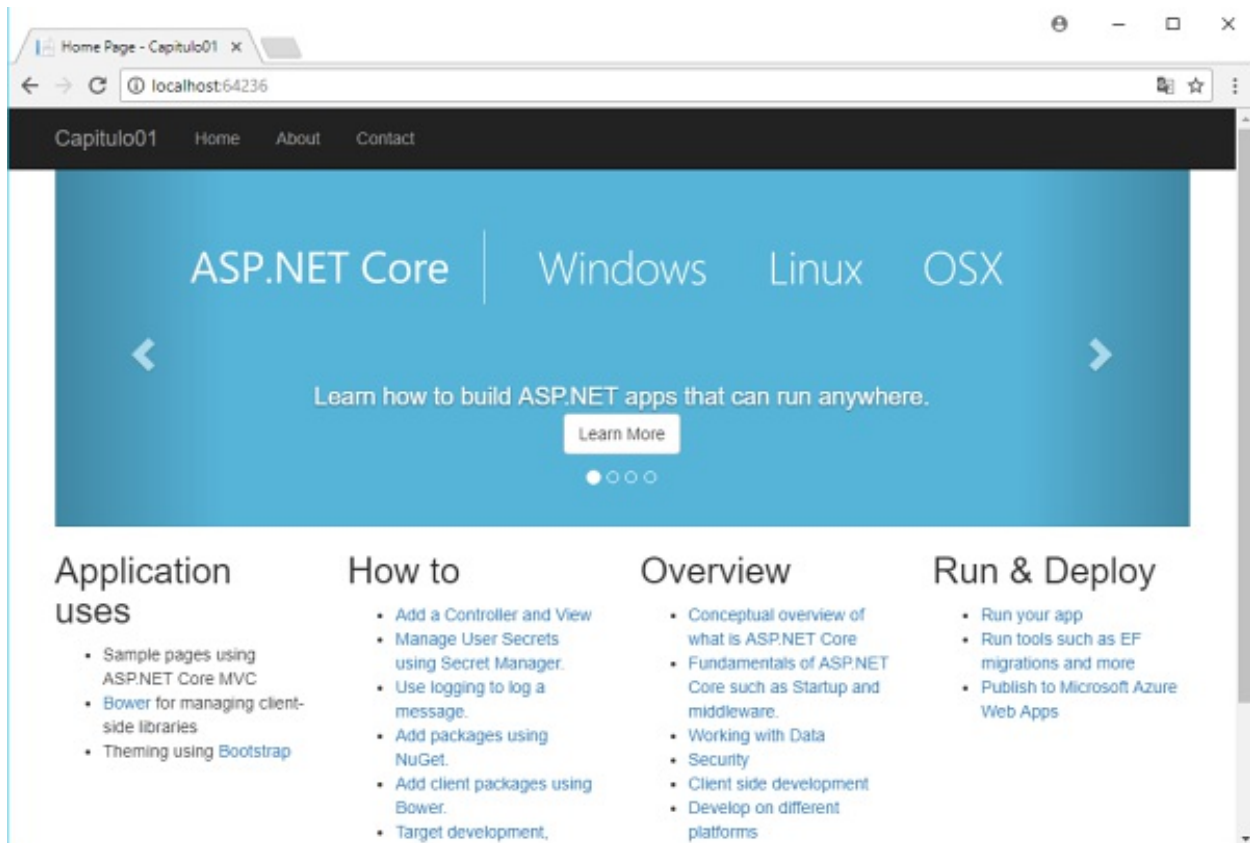 Home Page - Capitulo01
localhost:64236
Capitulo01 Home About Contact
ASP.NET Core Windows Linux OSX
Learn how to build ASP.NET apps that can run anywhere.
Learn More
Application
uses
Sample pages using
ASP.NET Core MVC
Bower for managing client-
side libraries
Theming using Bootstrap
How to
Add a Controller and View
Manage User Secrets
using Secret Manager.
Use logging to log a
message.
Add packages using
NuGet.
Add client packages using
Bower.
Target development,
Overview
Conceptual overview of
what is ASP.NET Core
Fundamentals of ASP.NET
Core such as Startup and
middleware.
Working with Data
Security
Client side development
Develop on different
platforms
Run & Deploy
Run your app
Run tools such as EF
migrations and more
Publish to Microsoft Azure
Web Apps